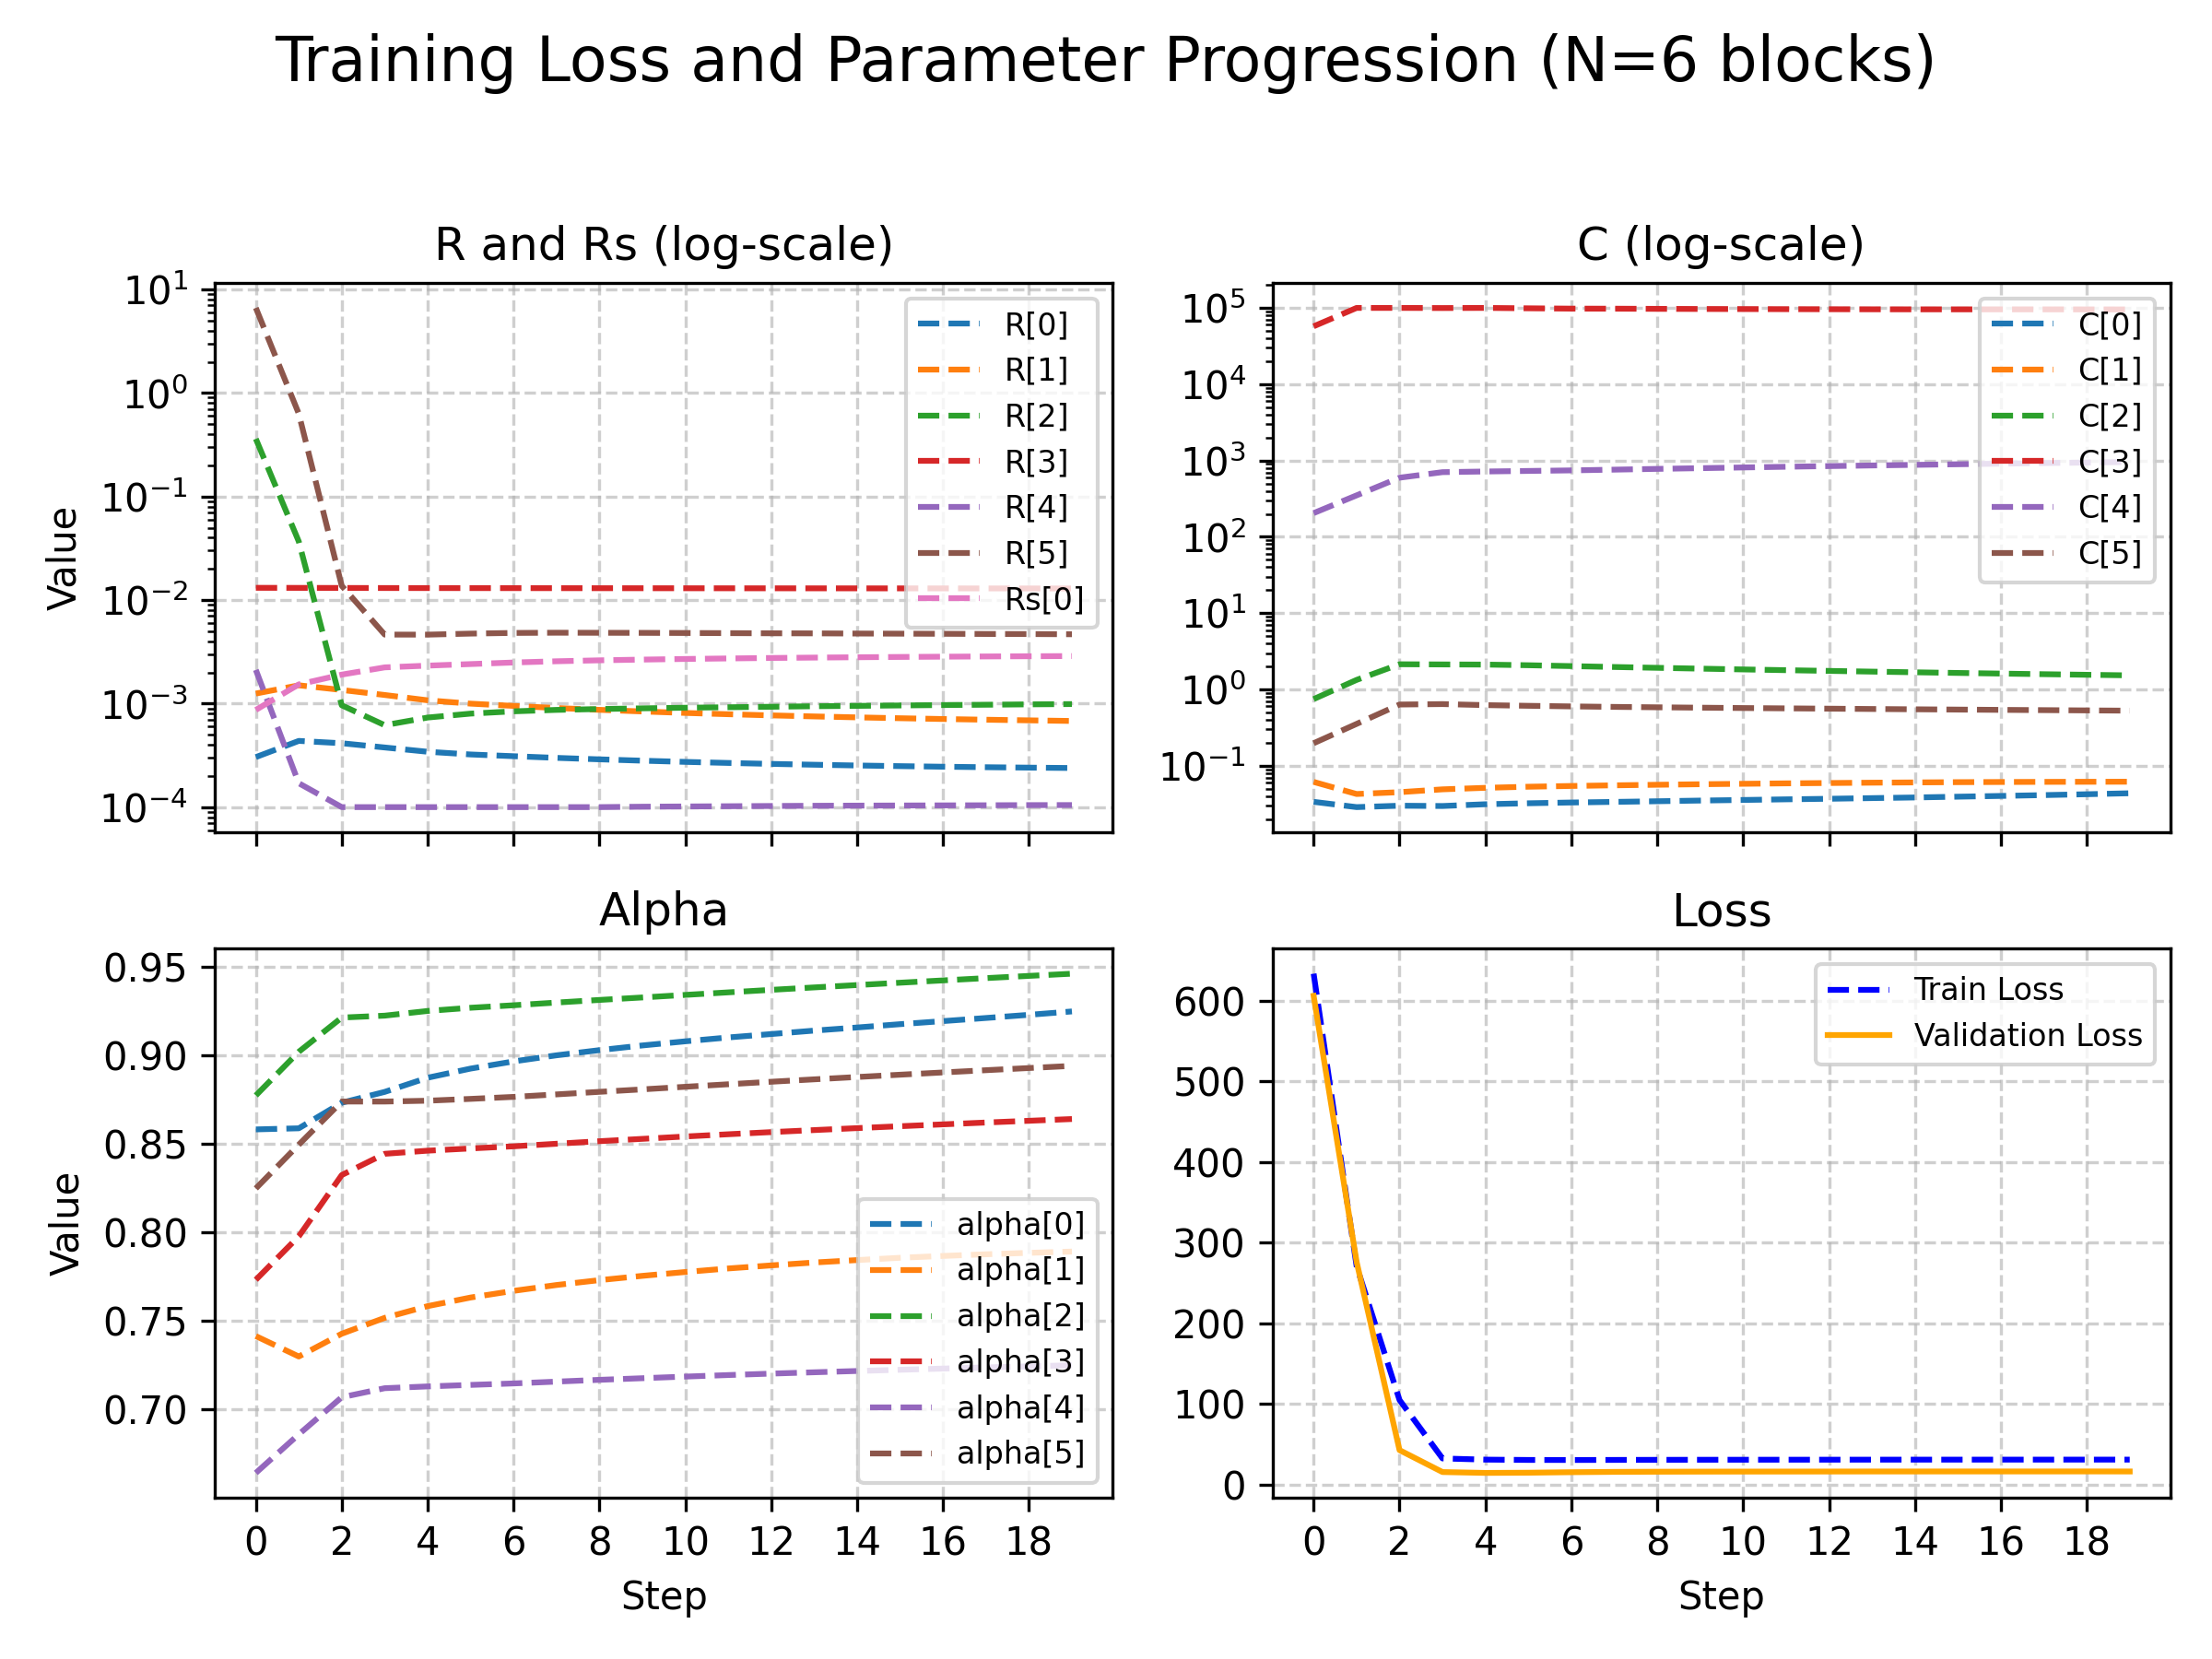 Training Loss and Parameter Progression (N=6 blocks)
R and Rs (log-scale)
Value
10^1
10^0
10^-1
10^-2
10^-3
10^-4
R[0]
R[1]
R[2]
R[3]
R[4]
R[5]
Rs[0]
C (log-scale)
10^5
10^4
10^3
10^2
10^1
10^0
10^-1
C[0]
C[1]
C[2]
C[3]
C[4]
C[5]
Alpha
Value
0.95
0.90
0.85
0.80
0.75
0.70
alpha[0]
alpha[1]
alpha[2]
alpha[3]
alpha[4]
alpha[5]
0 2 4 6 8 10 12 14 16 18
Step
Loss
600
500
400
300
200
100
0
Train Loss
Validation Loss
0 2 4 6 8 10 12 14 16 18
Step